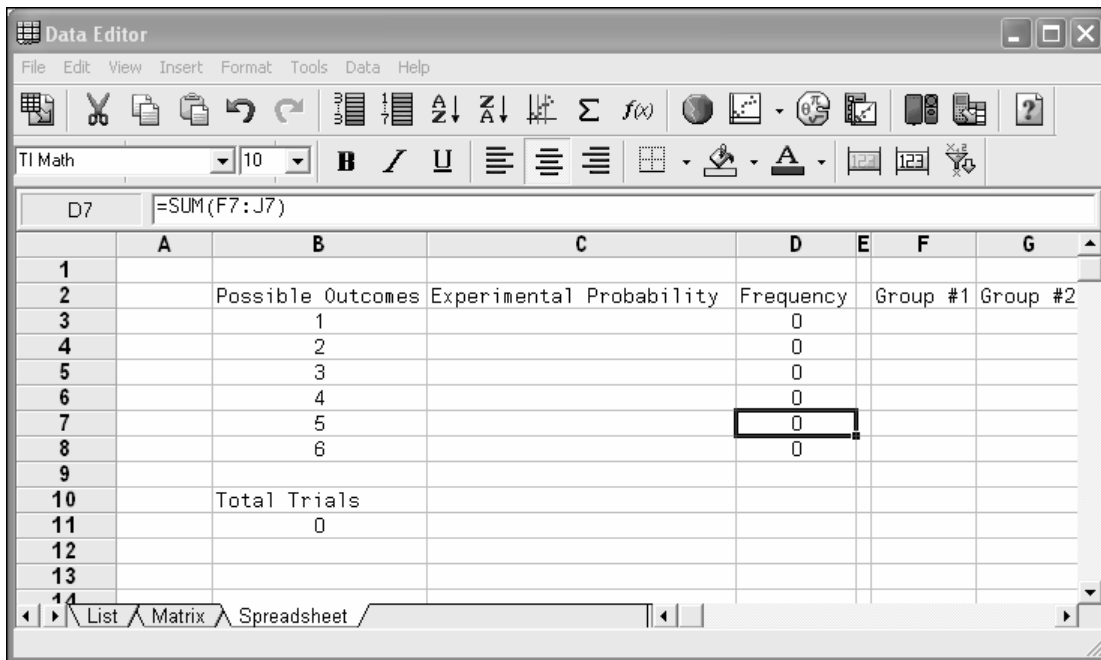 Data Editor
File Edit View Insert Format Tools Data Help
TI Math 10 B I U A
D7 =SUM(F7:J7)
A B C D E F G
1
2 Possible Outcomes Experimental Probability Frequency Group #1 Group #2
3 1 0
4 2 0
5 3 0
6 4 0
7 5 0
8 6 0
9
10 Total Trials
11 0
12
13
14
List Matrix Spreadsheet